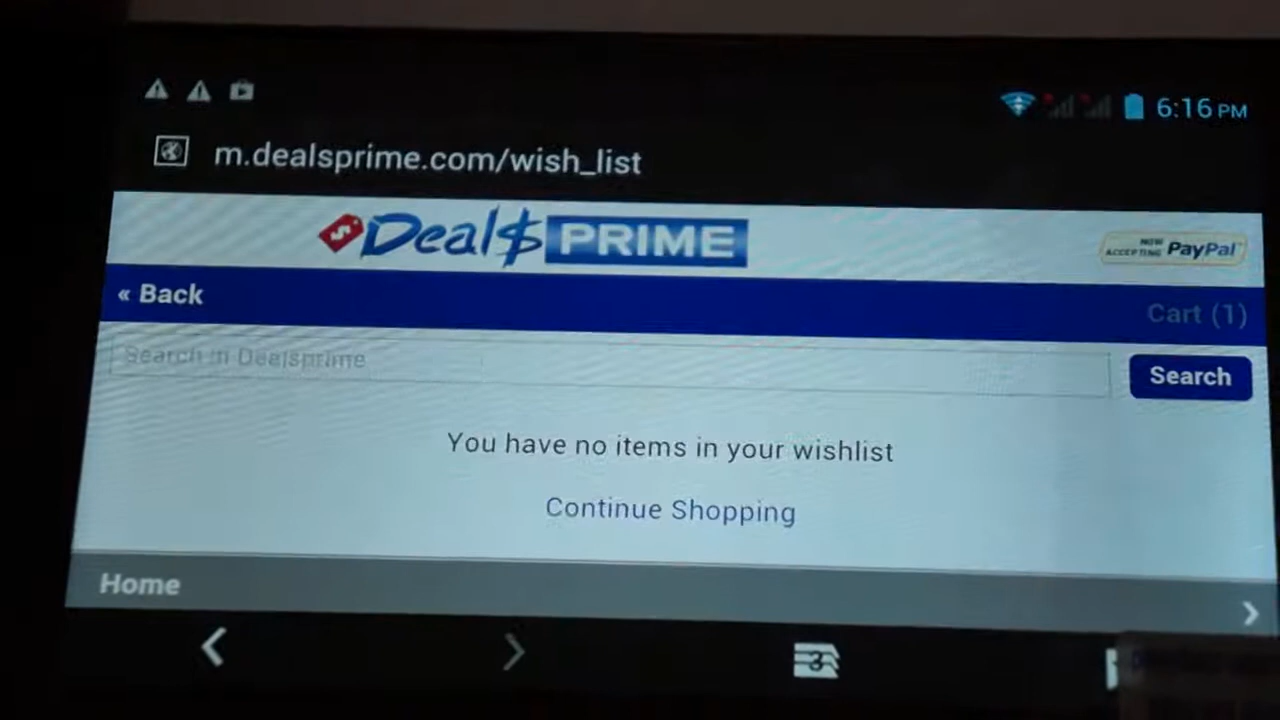 6:16 PM
m.dealsprime.com/wish_list
Deal$ PRIME
NOW ACCEPTING PayPal
« Back
Cart (1)
Search in Dealsprime
Search
You have no items in your wishlist
Continue Shopping
Home
3